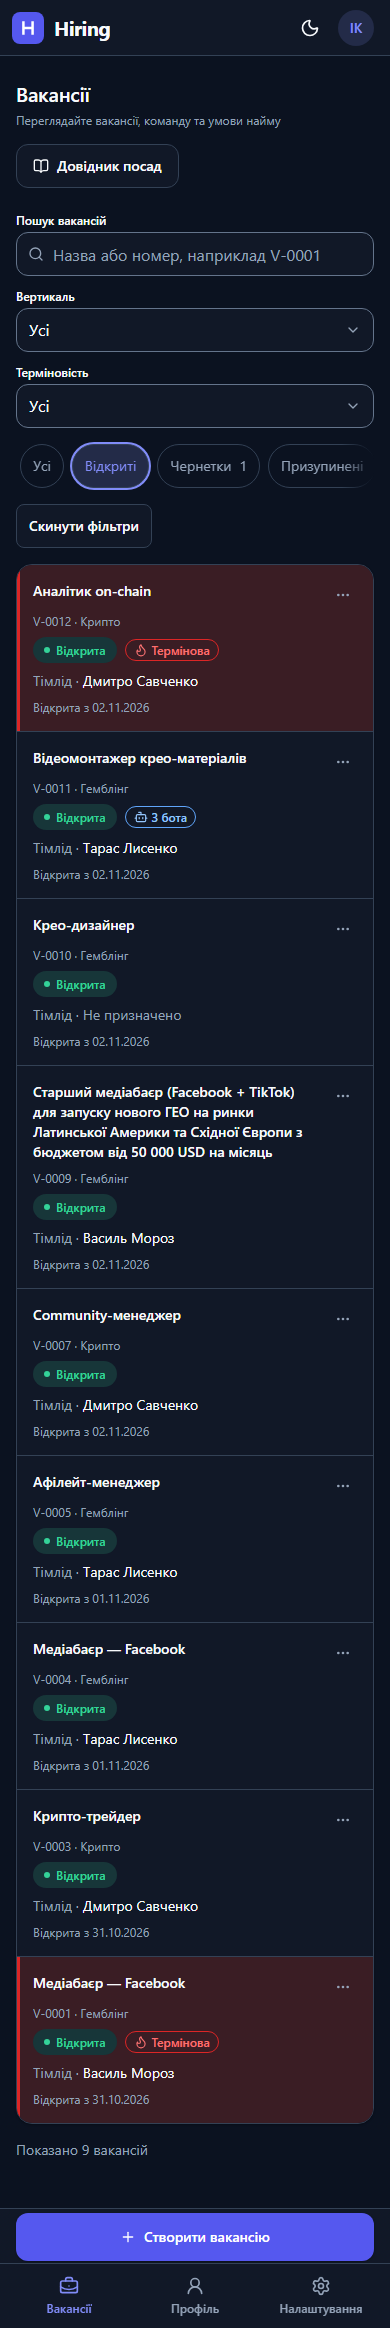 H Hiring ІК
Вакансії
Переглядайте вакансії, команду та умови найму
Довідник посад
Пошук вакансій
Назва або номер, наприклад V-0001
Вертикаль
Усі
Терміновість
Усі
Усі Відкриті Чернетки 1 Призупинені
Скинути фільтри
Аналітик on-chain ...
V-0012 · Крипто
Відкрита Термінова
Тімлід · Дмитро Савченко
Відкрита з 02.11.2026
Відеомонтажер крео-матеріалів ...
V-0011 · Гемблінг
Відкрита З бота
Тімлід · Тарас Лисенко
Відкрита з 02.11.2026
Крео-дизайнер ...
V-0010 · Гемблінг
Відкрита
Тімлід · Не призначено
Відкрита з 02.11.2026
Старший медіабаєр (Facebook + TikTok) ...
для запуску нового ГЕО на ринки
Латинської Америки та Східної Європи з
бюджетом від 50 000 USD на місяць
V-0009 · Гемблінг
Відкрита
Тімлід · Василь Мороз
Відкрита з 02.11.2026
Community-менеджер ...
V-0007 · Крипто
Відкрита
Тімлід · Дмитро Савченко
Відкрита з 02.11.2026
Афілейт-менеджер ...
V-0005 · Гемблінг
Відкрита
Тімлід · Тарас Лисенко
Відкрита з 01.11.2026
Медіабаєр — Facebook ...
V-0004 · Гемблінг
Відкрита
Тімлід · Тарас Лисенко
Відкрита з 01.11.2026
Крипто-трейдер ...
V-0003 · Крипто
Відкрита
Тімлід · Дмитро Савченко
Відкрита з 31.10.2026
Медіабаєр — Facebook ...
V-0001 · Гемблінг
Відкрита Термінова
Тімлід · Василь Мороз
Відкрита з 31.10.2026
Показано 9 вакансій
+ Створити вакансію
Вакансії Профіль Налаштування